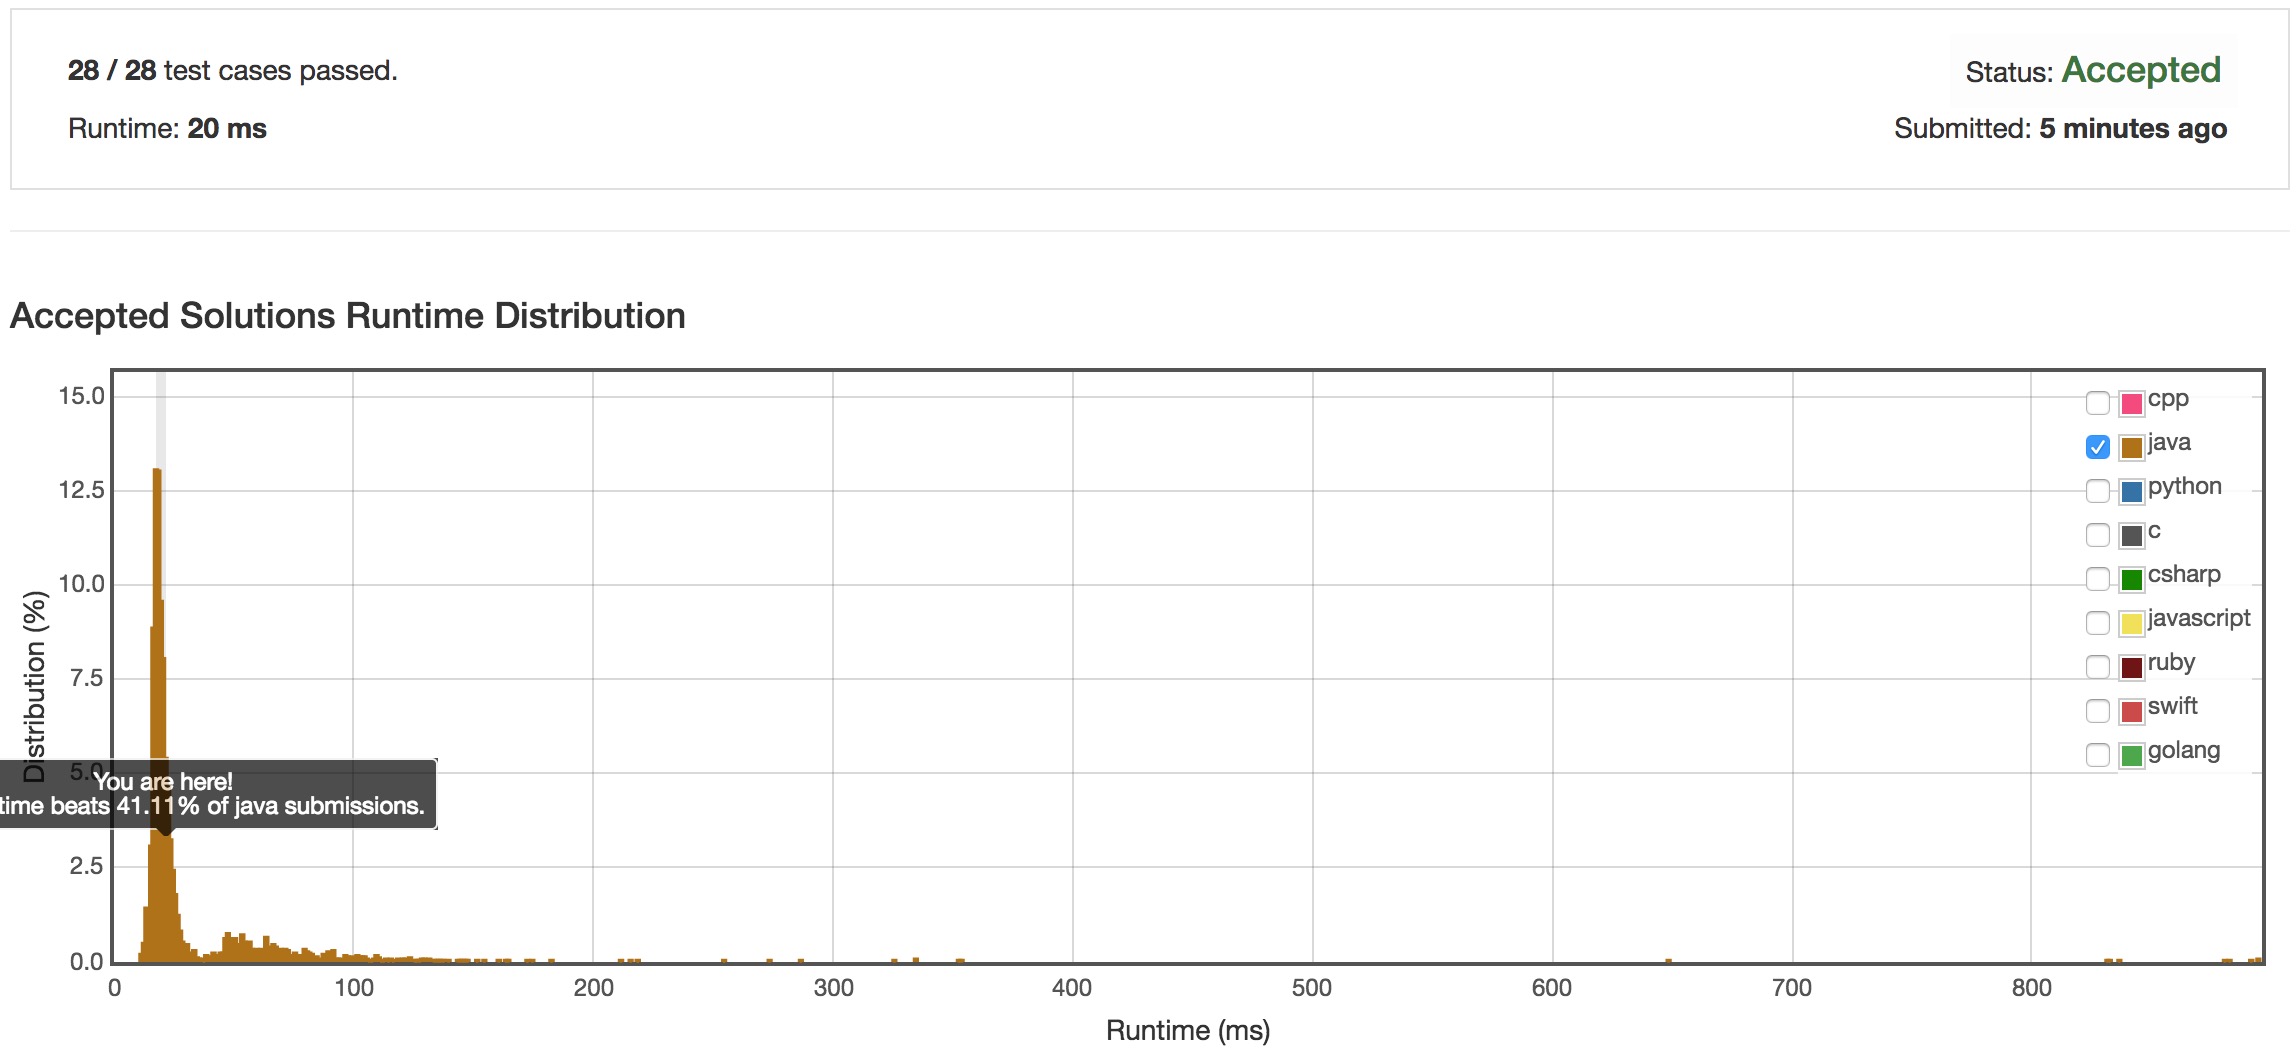 28 / 28 test cases passed.
Status: Accepted
Runtime: 20 ms
Submitted: 5 minutes ago
Accepted Solutions Runtime Distribution
15.0
12.5
10.0
7.5
5.0
2.5
0.0
Distribution (%)
You are here!
time beats 41.11% of java submissions.
cpp
java
python
c
csharp
javascript
ruby
swift
golang
0 100 200 300 400 500 600 700 800
Runtime (ms)